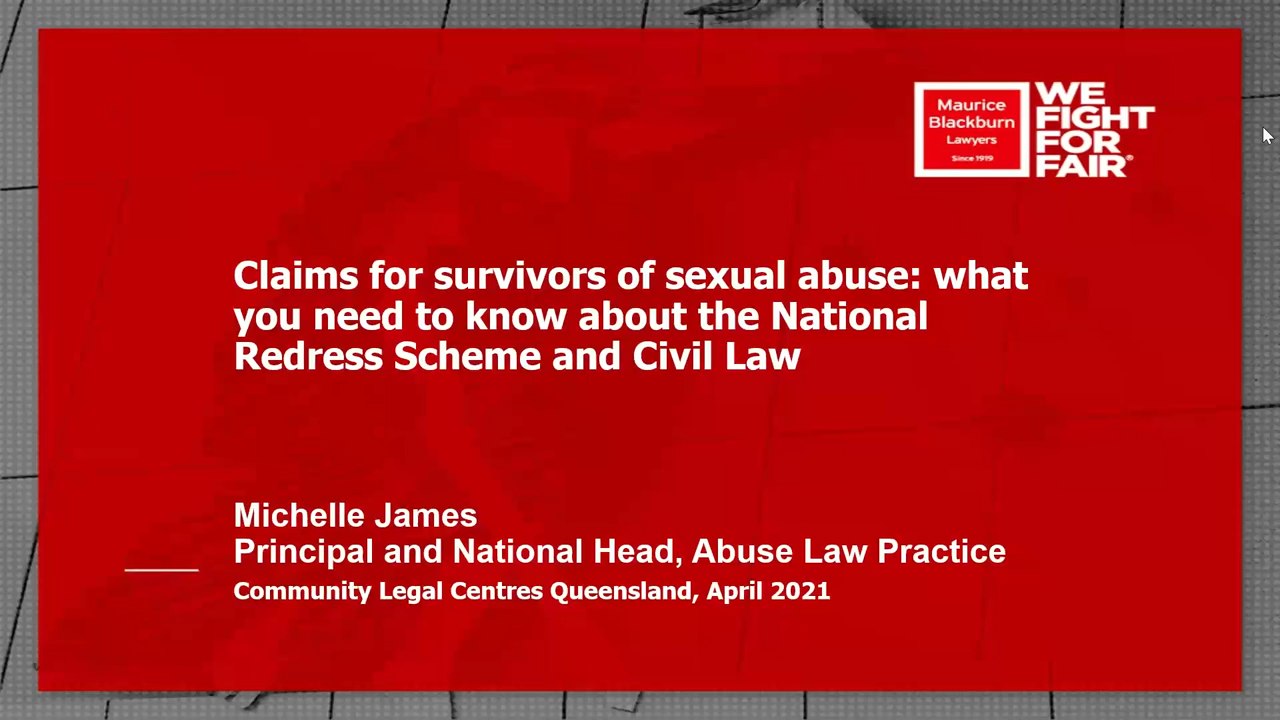 Maurice
Blackburn
Lawyers
Since 1919
WE
FIGHT
FOR
FAIR®
Claims for survivors of sexual abuse: what
you need to know about the National
Redress Scheme and Civil Law
Michelle James
Principal and National Head, Abuse Law Practice
Community Legal Centres Queensland, April 2021